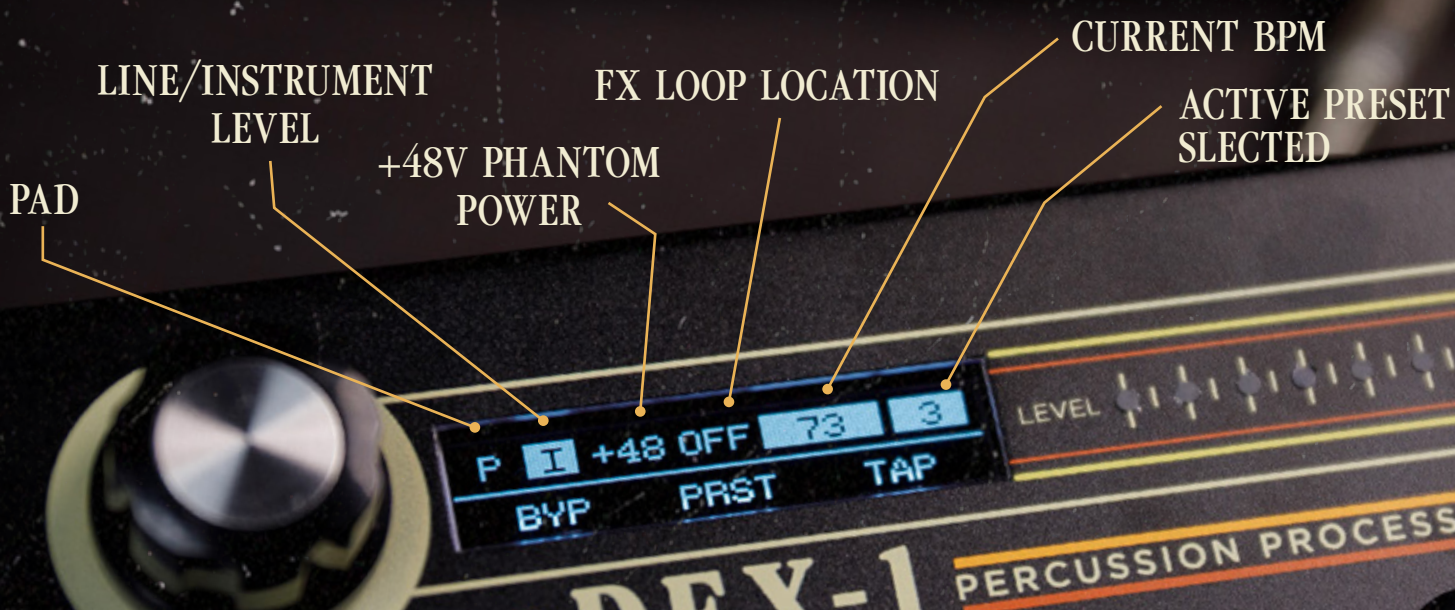 CURRENT BPM
LINE/INSTRUMENT
LEVEL
FX LOOP LOCATION
ACTIVE PRESET
SLECTED
+48V PHANTOM
POWER
PAD
P I +48 OFF 73 3
BYP PRST TAP
LEVEL
PERCUSSION